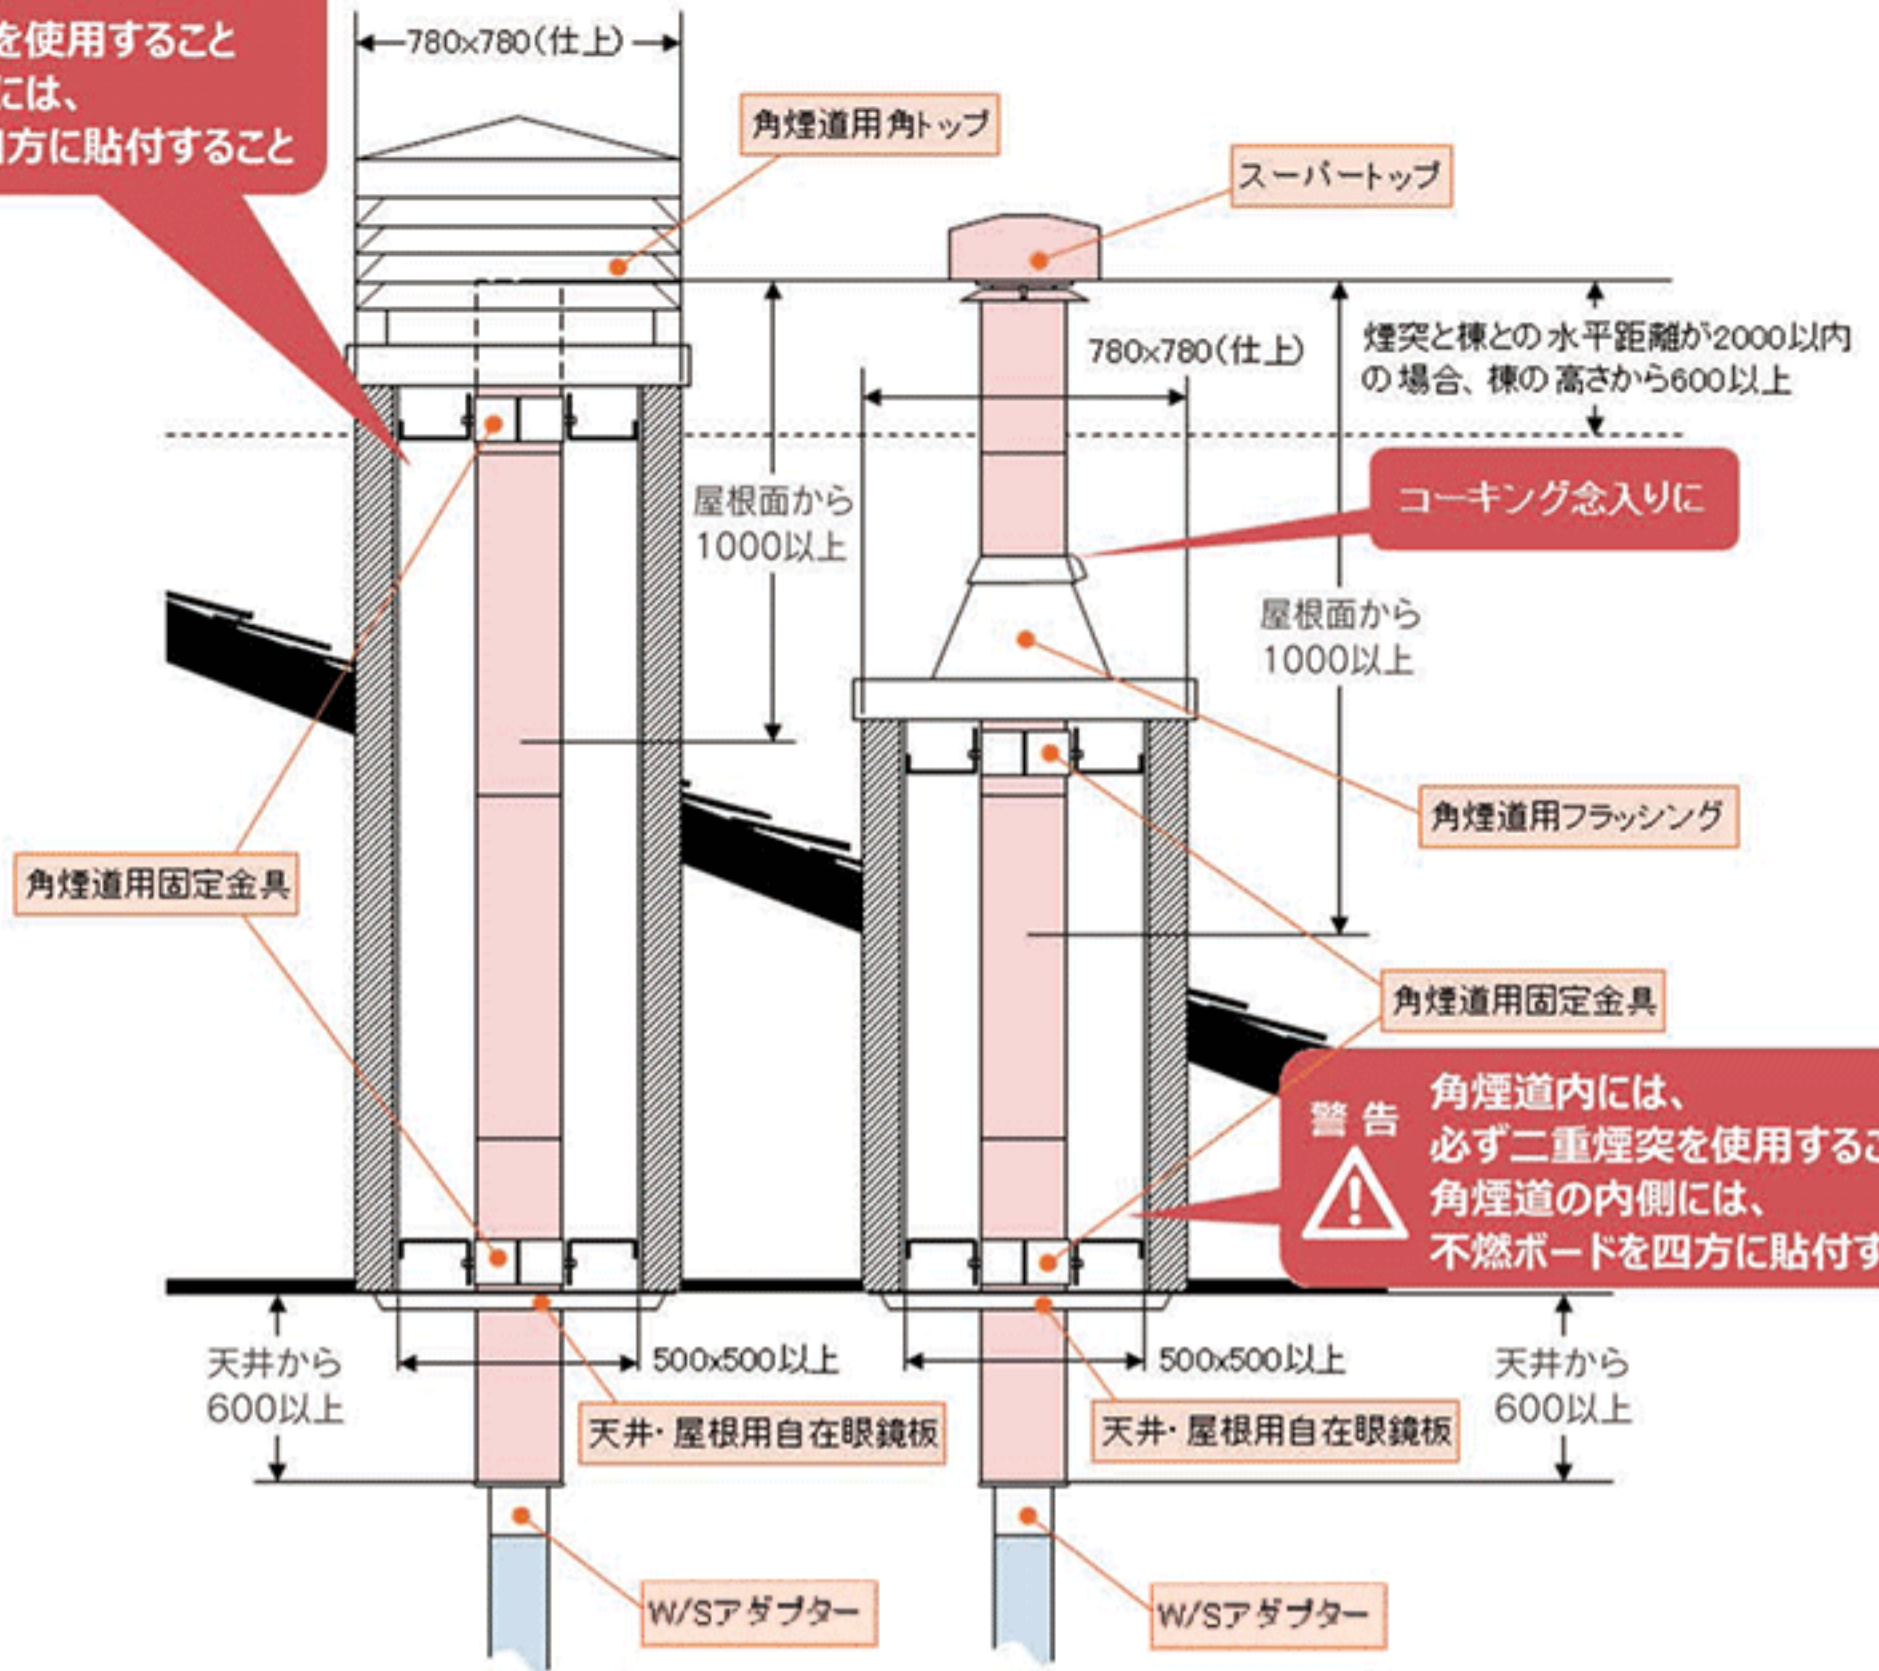 を使用すること
には、
四方に貼付すること
780x780(仕上)
角煙道用角トップ
スーパートップ
780x780(仕上)
煙突と棟との水平距離が2000以内
の場合、棟の高さから600以上
屋根面から
1000以上
コーキング念入りに
屋根面から
1000以上
角煙道用フラッシング
角煙道用固定金具
角煙道用固定金具
警告
角煙道内には、
必ず二重煙突を使用するこ
角煙道の内側には、
不燃ボードを四方に貼付す
天井から
600以上
500x500以上
500x500以上
天井から
600以上
天井・屋根用自在眼鏡板
天井・屋根用自在眼鏡板
W/Sアダプター
W/Sアダプター